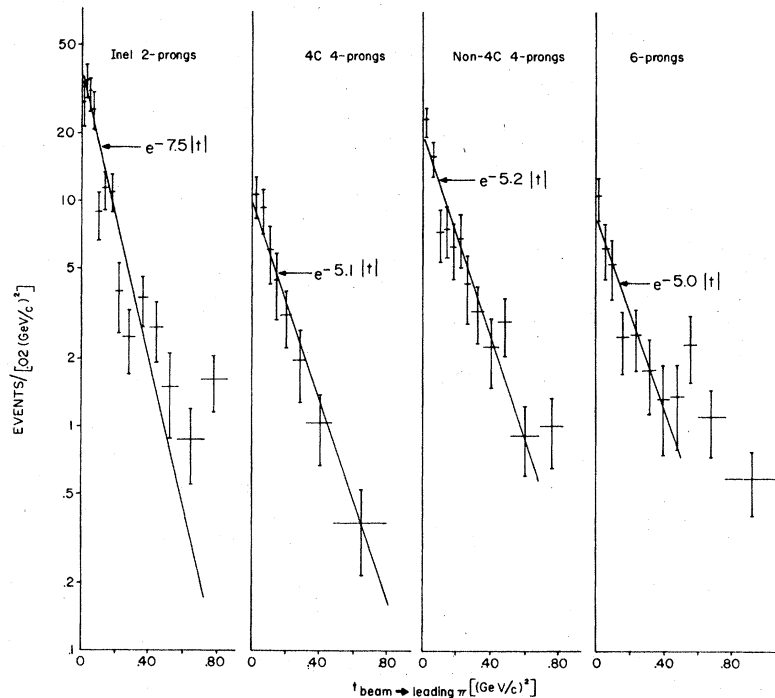 Inel 2-prongs
4C 4-prongs
Non-4C 4-prongs
6-prongs
50
20
10
5
2
1
.5
.2
.1
EVENTS/[.02 (GeV/c)²]
e-7.5|t|
e-5.1|t|
e-5.2|t|
e-5.0|t|
0 .40 .80
0 .40 .80
0 .40 .80
0 .40 .80
t beam → leading π [(GeV/c)²]